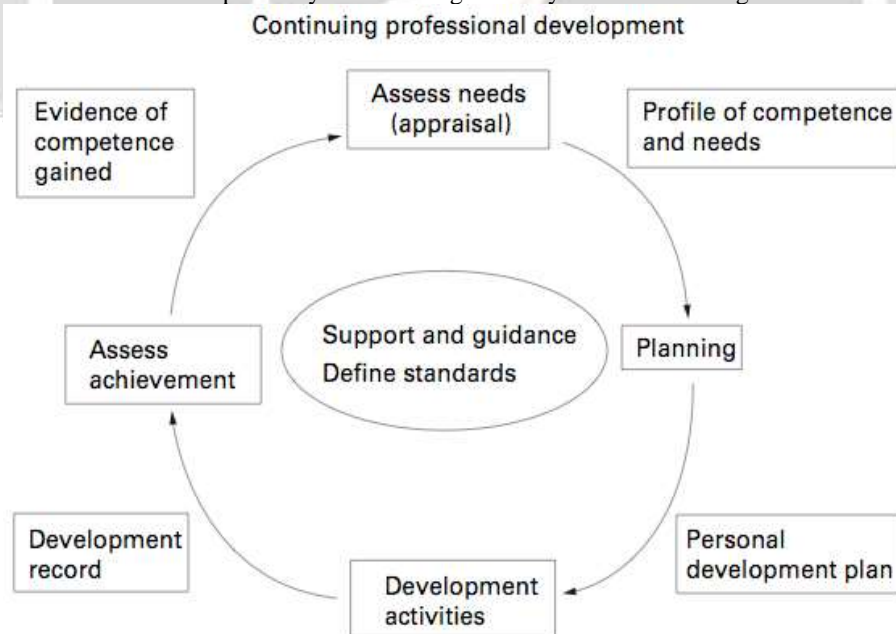 Continuing professional development
Assess needs
(appraisal)
Profile of competence
and needs
Planning
Personal
development plan
Development
activities
Development
record
Assess
achievement
Evidence of
competence
gained
Support and guidance
Define standards